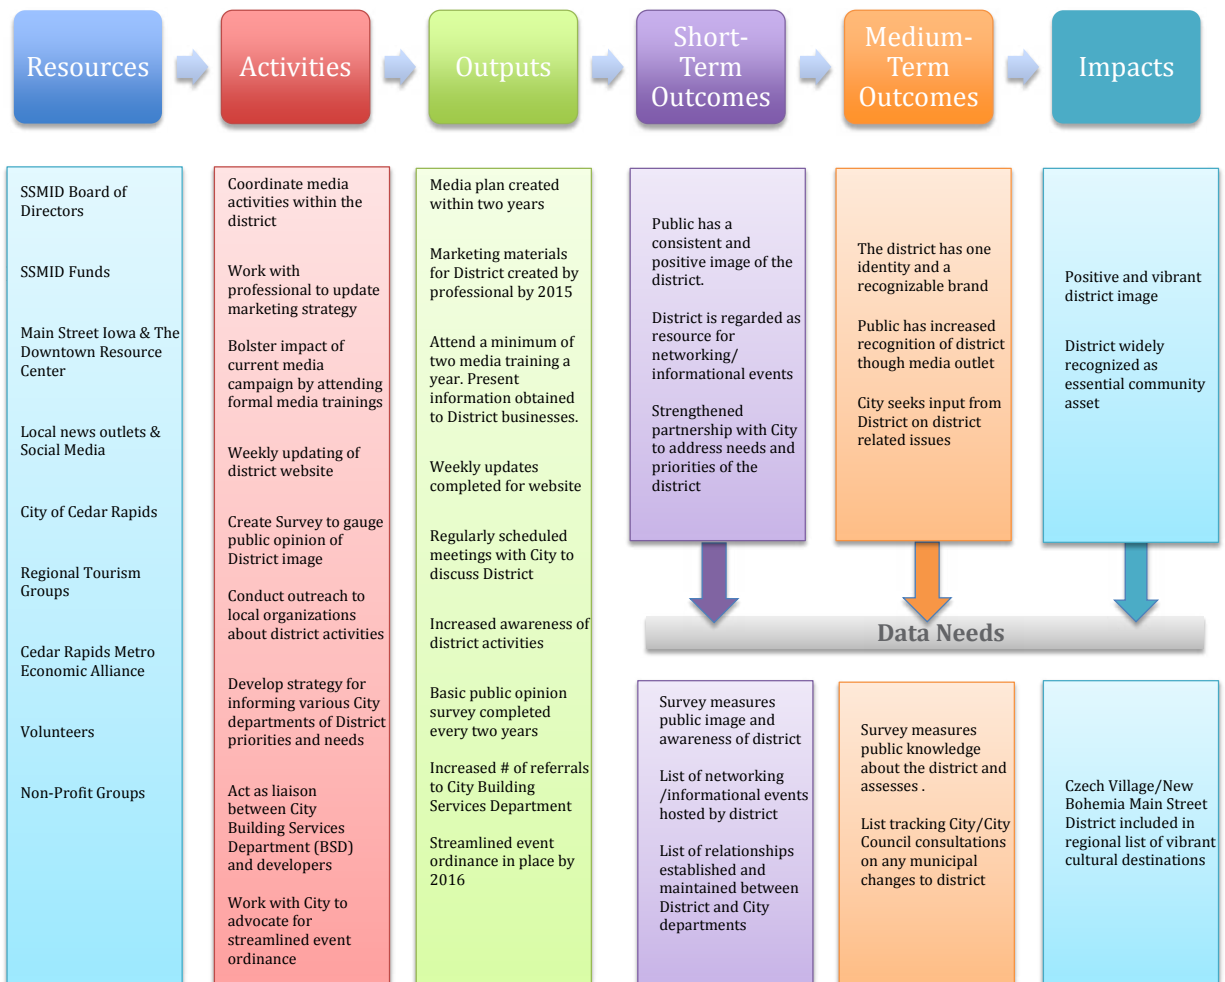 Resources
Activities
Outputs
Short-
Term
Outcomes
Medium-
Term
Outcomes
Impacts
SSMID Board of
Directors
SSMID Funds
Main Street Iowa & The
Downtown Resource
Center
Local news outlets &
Social Media
City of Cedar Rapids
Regional Tourism
Groups
Cedar Rapids Metro
Economic Alliance
Volunteers
Non-Profit Groups
Coordinate media
activities within the
district
Work with
professional to update
marketing strategy
Bolster impact of
current media
campaign by attending
formal media trainings
Weekly updating of
district website
Create Survey to gauge
public opinion of
District image
Conduct outreach to
local organizations
about district activities
Develop strategy for
informing various City
departments of District
priorities and needs
Act as liaison
between City
Building Services
Department (BSD)
and developers
Work with City to
advocate for
streamlined event
ordinance
Media plan created
within two years
Marketing materials
for District created by
professional by 2015
Attend a minimum of
two media training a
year. Present
information obtained
to District businesses.
Weekly updates
completed for website
Regularly scheduled
meetings with City to
discuss District
Increased awareness of
district activities
Basic public opinion
survey completed
every two years
Increased # of referrals
to City Building
Services Department
Streamlined event
ordinance in place by
2016
Public has a
consistent and
positive image of the
district.
District is regarded as
resource for
networking/
informational events
Strengthened
partnership with City
to address needs and
priorities of the
district
The district has one
identity and a
recognizable brand
Public has increased
recognition of district
though media outlet
City seeks input from
District on district
related issues
Positive and vibrant
district image
District widely
recognized as
essential community
asset
Data Needs
Survey measures
public image and
awareness of district
List of networking
/informational events
hosted by district
List of relationships
established and
maintained between
District and City
departments
Survey measures
public knowledge
about the district and
assesses .
List tracking City/City
Council consultations
on any municipal
changes to district
Czech Village/New
Bohemia Main Street
District included in
regional list of vibrant
cultural destinations